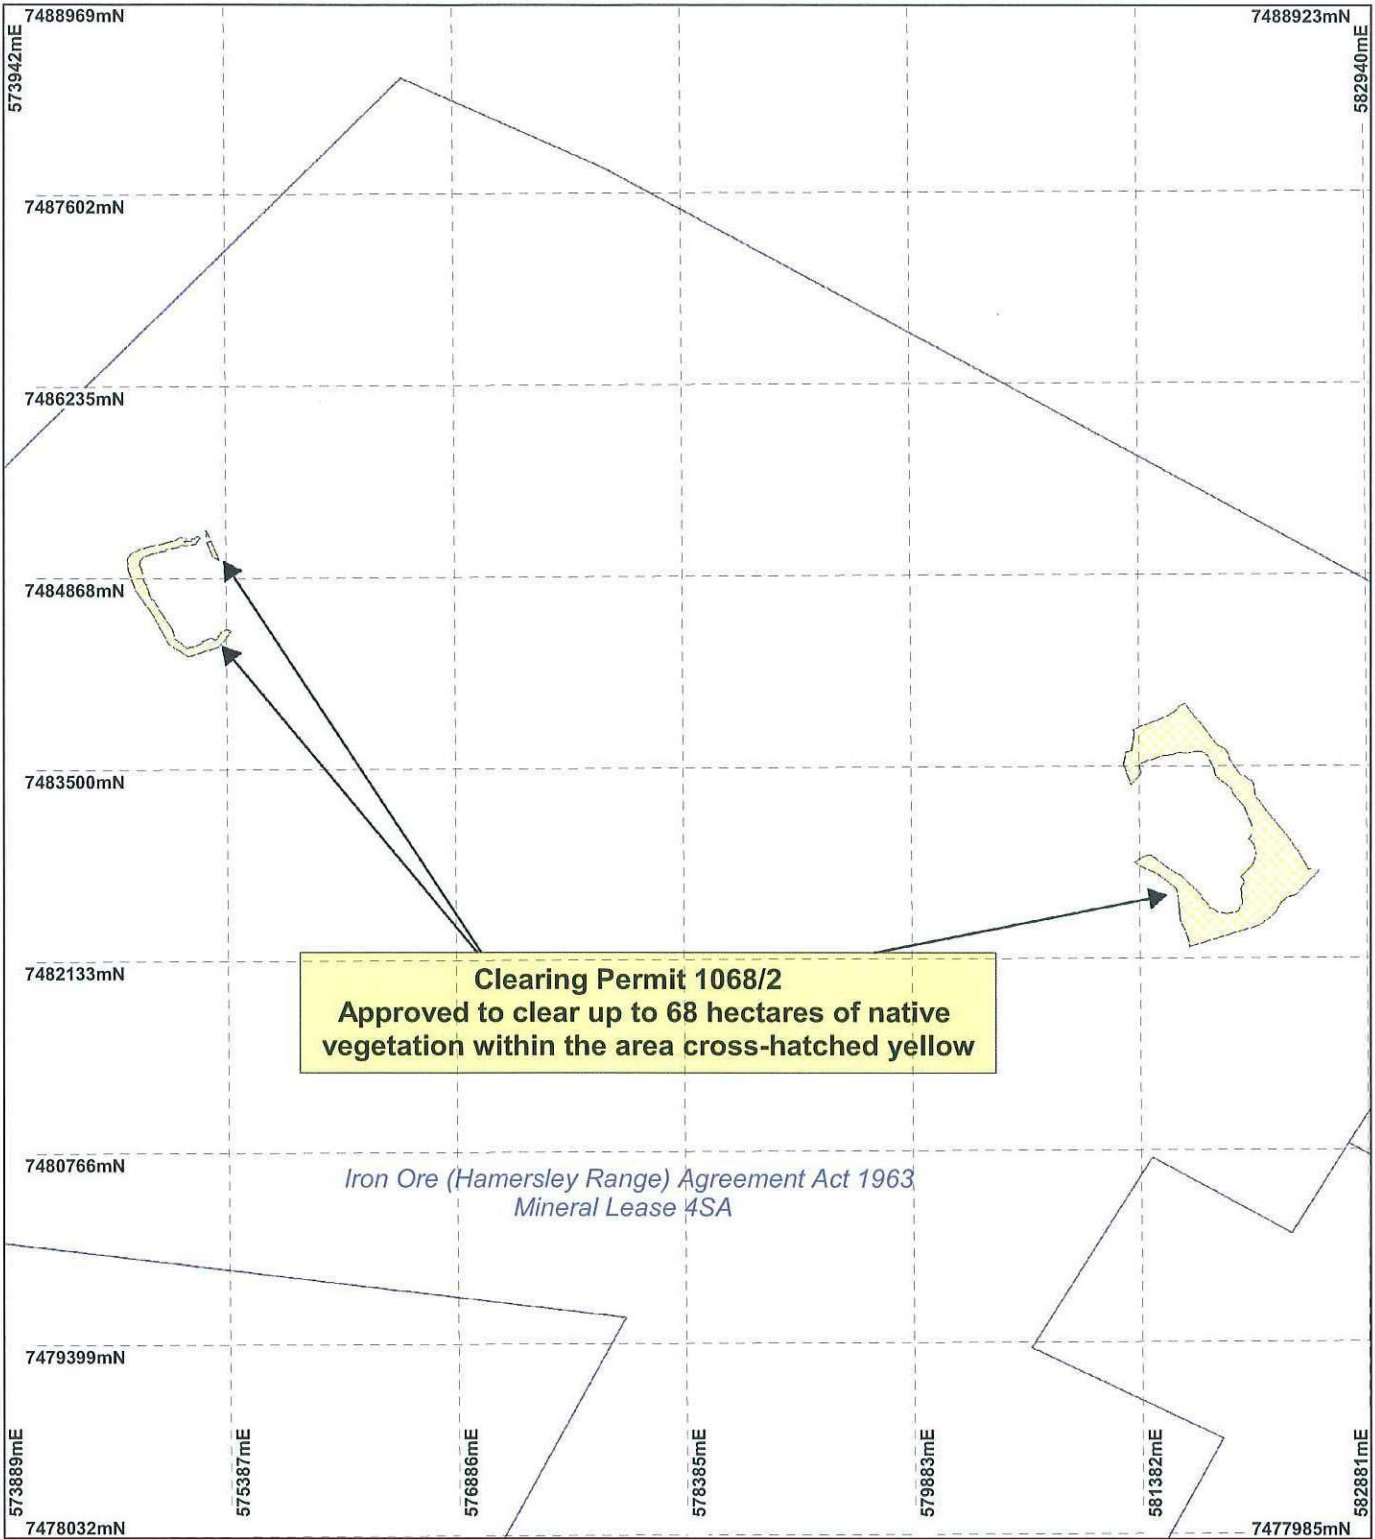 7488969mN
7488923mN
573942mE
582940mE
7487602mN
7486235mN
7484868mN
7483500mN
7482133mN
Clearing Permit 1068/2
Approved to clear up to 68 hectares of native
vegetation within the area cross-hatched yellow
7480766mN
Iron Ore (Hamersley Range) Agreement Act 1963
Mineral Lease 4SA
7479399mN
573889mE
575387mE
576886mE
578385mE
579883mE
581382mE
582881mE
7478032mN
7477985mN